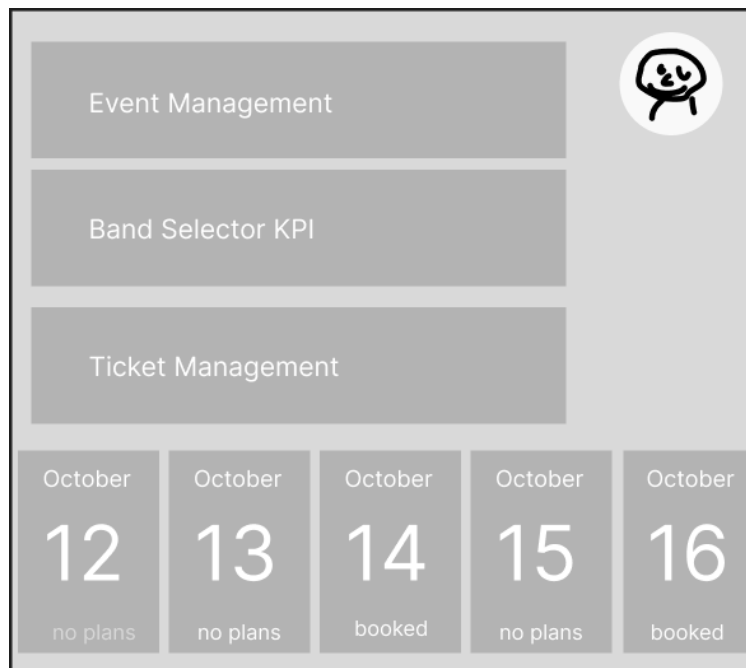 Event Management
Band Selector KPI
Ticket Management
October
12
no plans
October
13
no plans
October
14
booked
October
15
no plans
October
16
booked